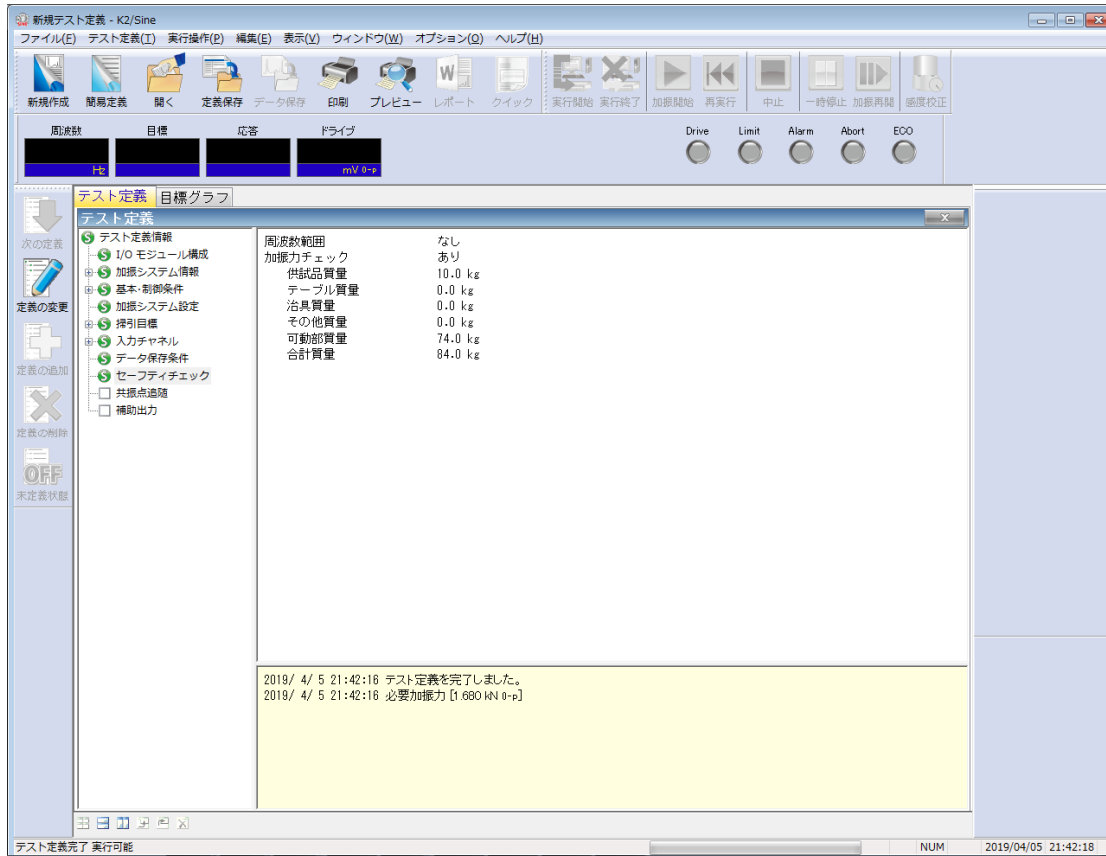 新規テスト定義 - K2/Sine
ファイル(F) テスト定義(T) 実行操作(P) 編集(E) 表示(V) ウィンドウ(W) オプション(O) ヘルプ(H)
新規作成 簡易定義 開く 定義保存 データ保存 印刷 プレビュー レポート クイック 実行開始 実行終了 加振開始 再実行 中止 一時停止 加振再開 感度校正
周波数 目標 応答 ドライブ Drive Limit Alarm Abort ECO
Hz mV 0-p
テスト定義 目標グラフ
テスト定義
次の定義
定義の変更
定義の追加
定義の削除
OFF
未定義状態
テスト定義情報
I/O モジュール構成
加振システム情報
基本・制御条件
加振システム設定
掃引目標
入力チャネル
データ保存条件
セーフティチェック
共振点追随
補助出力
周波数範囲 なし
加振力チェック あり
供試品質量 10.0 kg
テーブル質量 0.0 kg
治具質量 0.0 kg
その他質量 0.0 kg
可動部質量 74.0 kg
合計質量 84.0 kg
2019/ 4/ 5 21:42:16 テスト定義を完了しました。
2019/ 4/ 5 21:42:16 必要加振力 [1.680 kN 0-p]
テスト定義完了 実行可能 NUM 2019/04/05 21:42:18